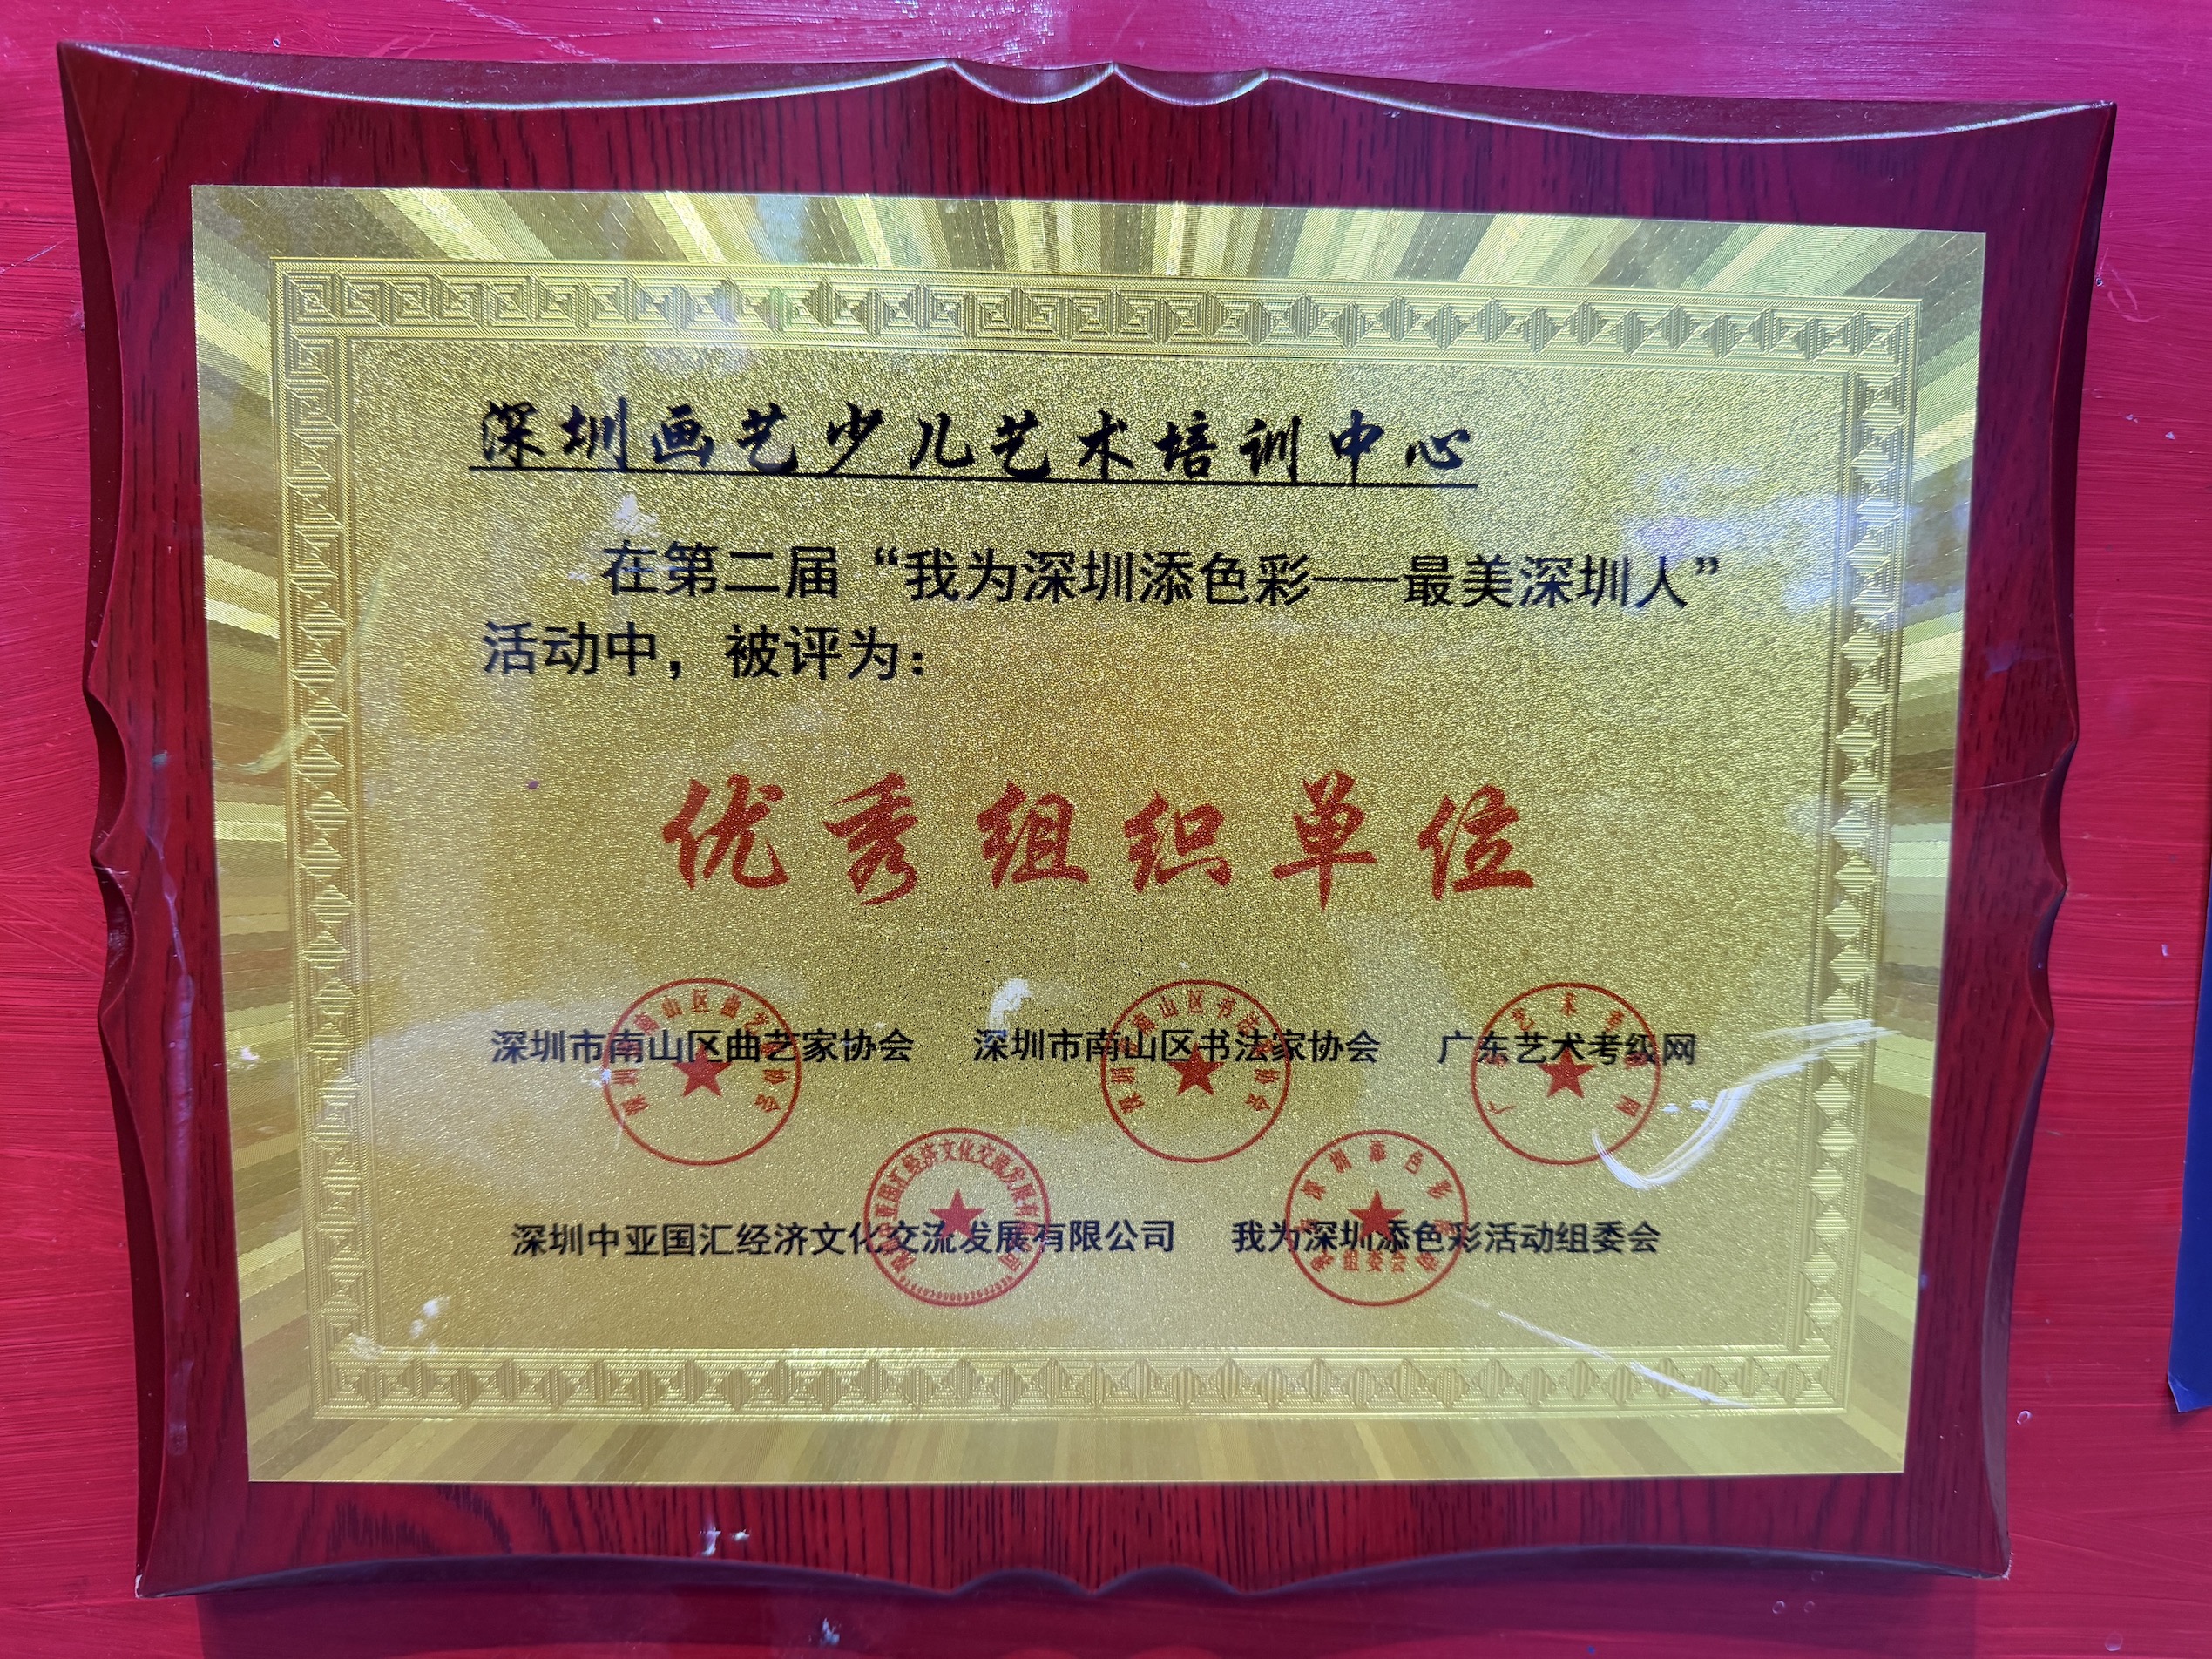 深圳画艺少儿艺术培训中心
在第二届“我为深圳添色彩——最美深圳人”
活动中，被评为：
优秀组织单位
深圳市南山区曲艺家协会 深圳市南山区书法家协会 广东艺术考级网
深圳中亚国汇经济文化交流发展有限公司 我为深圳添色彩活动组委会